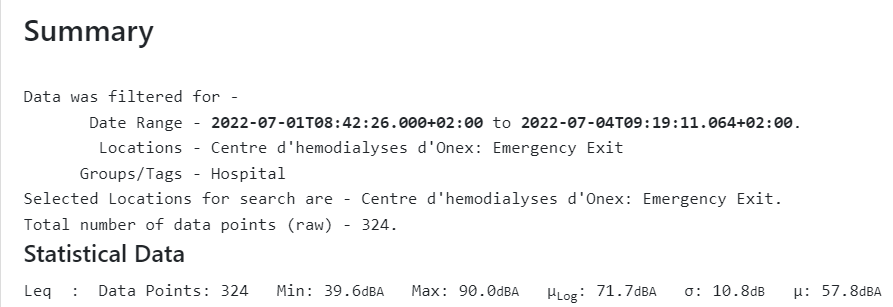 Summary
Data was filtered for -
Date Range - 2022-07-01T08:42:26.000+02:00 to 2022-07-04T09:19:11.064+02:00.
Locations - Centre d'hemodialyses d'Onex: Emergency Exit
Groups/Tags - Hospital
Selected Locations for search are - Centre d'hemodialyses d'Onex: Emergency Exit.
Total number of data points (raw) - 324.
Statistical Data
Leq : Data Points: 324 Min: 39.6dBA Max: 90.0dBA μLog: 71.7dBA σ: 10.8dB μ: 57.8dBA